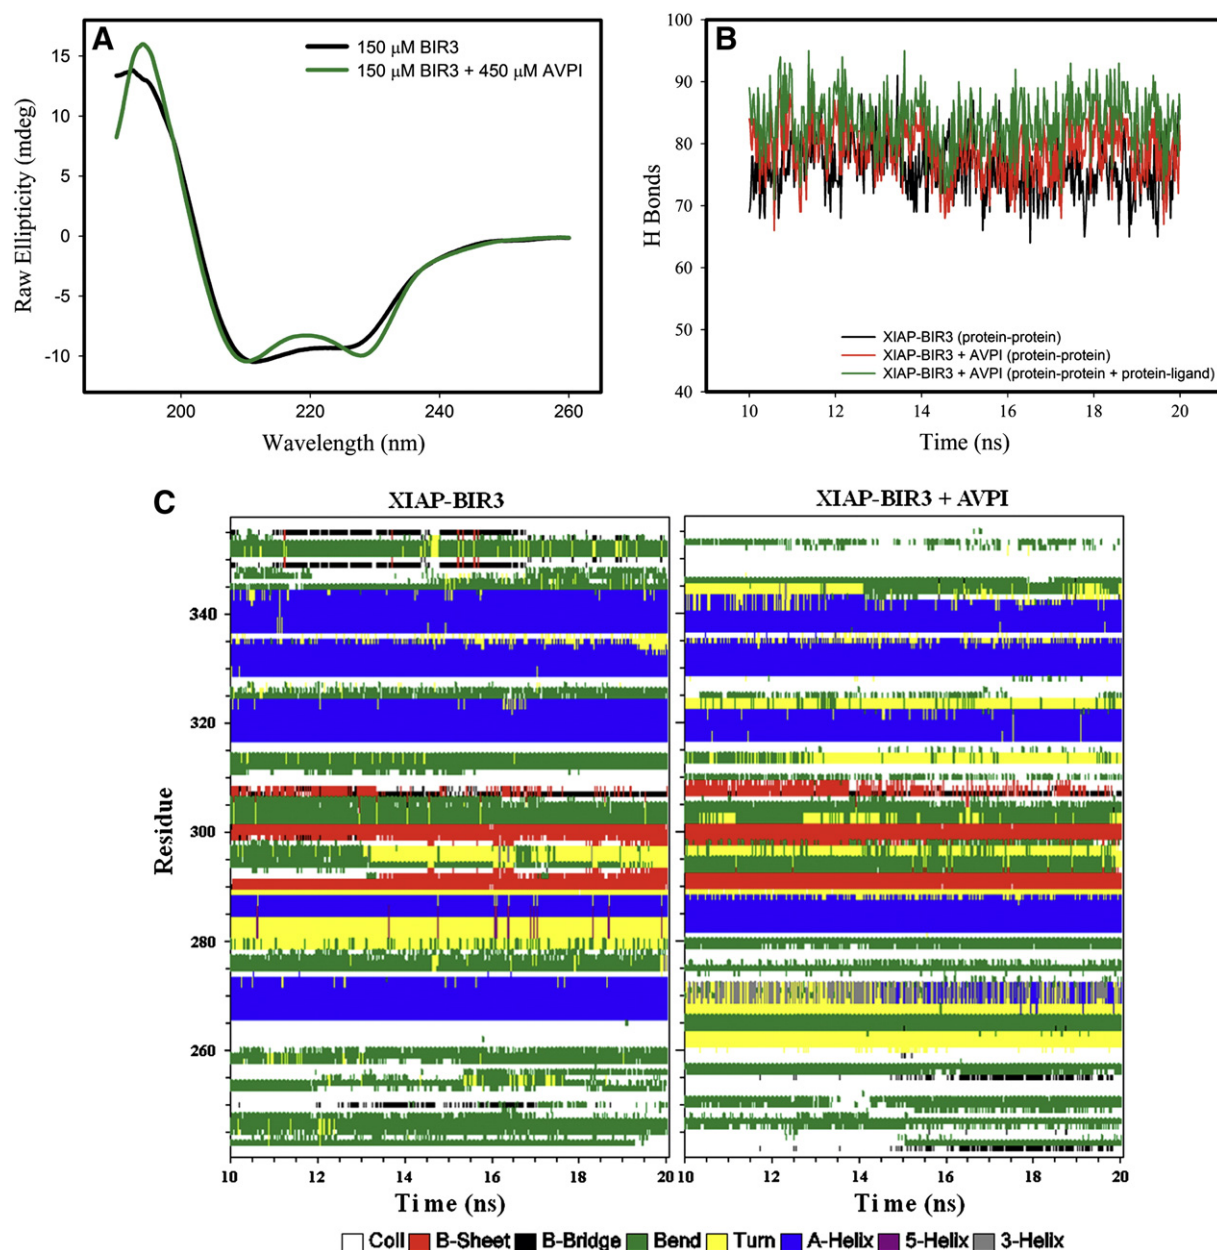 A
150 μM BIR3
150 μM BIR3 + 450 μM AVPI
Raw Ellipticity (mdeg)
15
10
5
0
-5
-10
200
220
240
260
Wavelength (nm)
B
H Bonds
100
90
80
70
60
50
40
XIAP-BIR3 (protein-protein)
XIAP-BIR3 + AVPI (protein-protein)
XIAP-BIR3 + AVPI (protein-protein + protein-ligand)
10 12 14 16 18 20
Time (ns)
C
XIAP-BIR3
XIAP-BIR3 + AVPI
Residue
340
320
300
280
260
10 12 14 16 18 20
Time (ns)
10 12 14 16 18 20
Time (ns)
Coil B-Sheet B-Bridge Bend Turn A-Helix 5-Helix 3-Helix